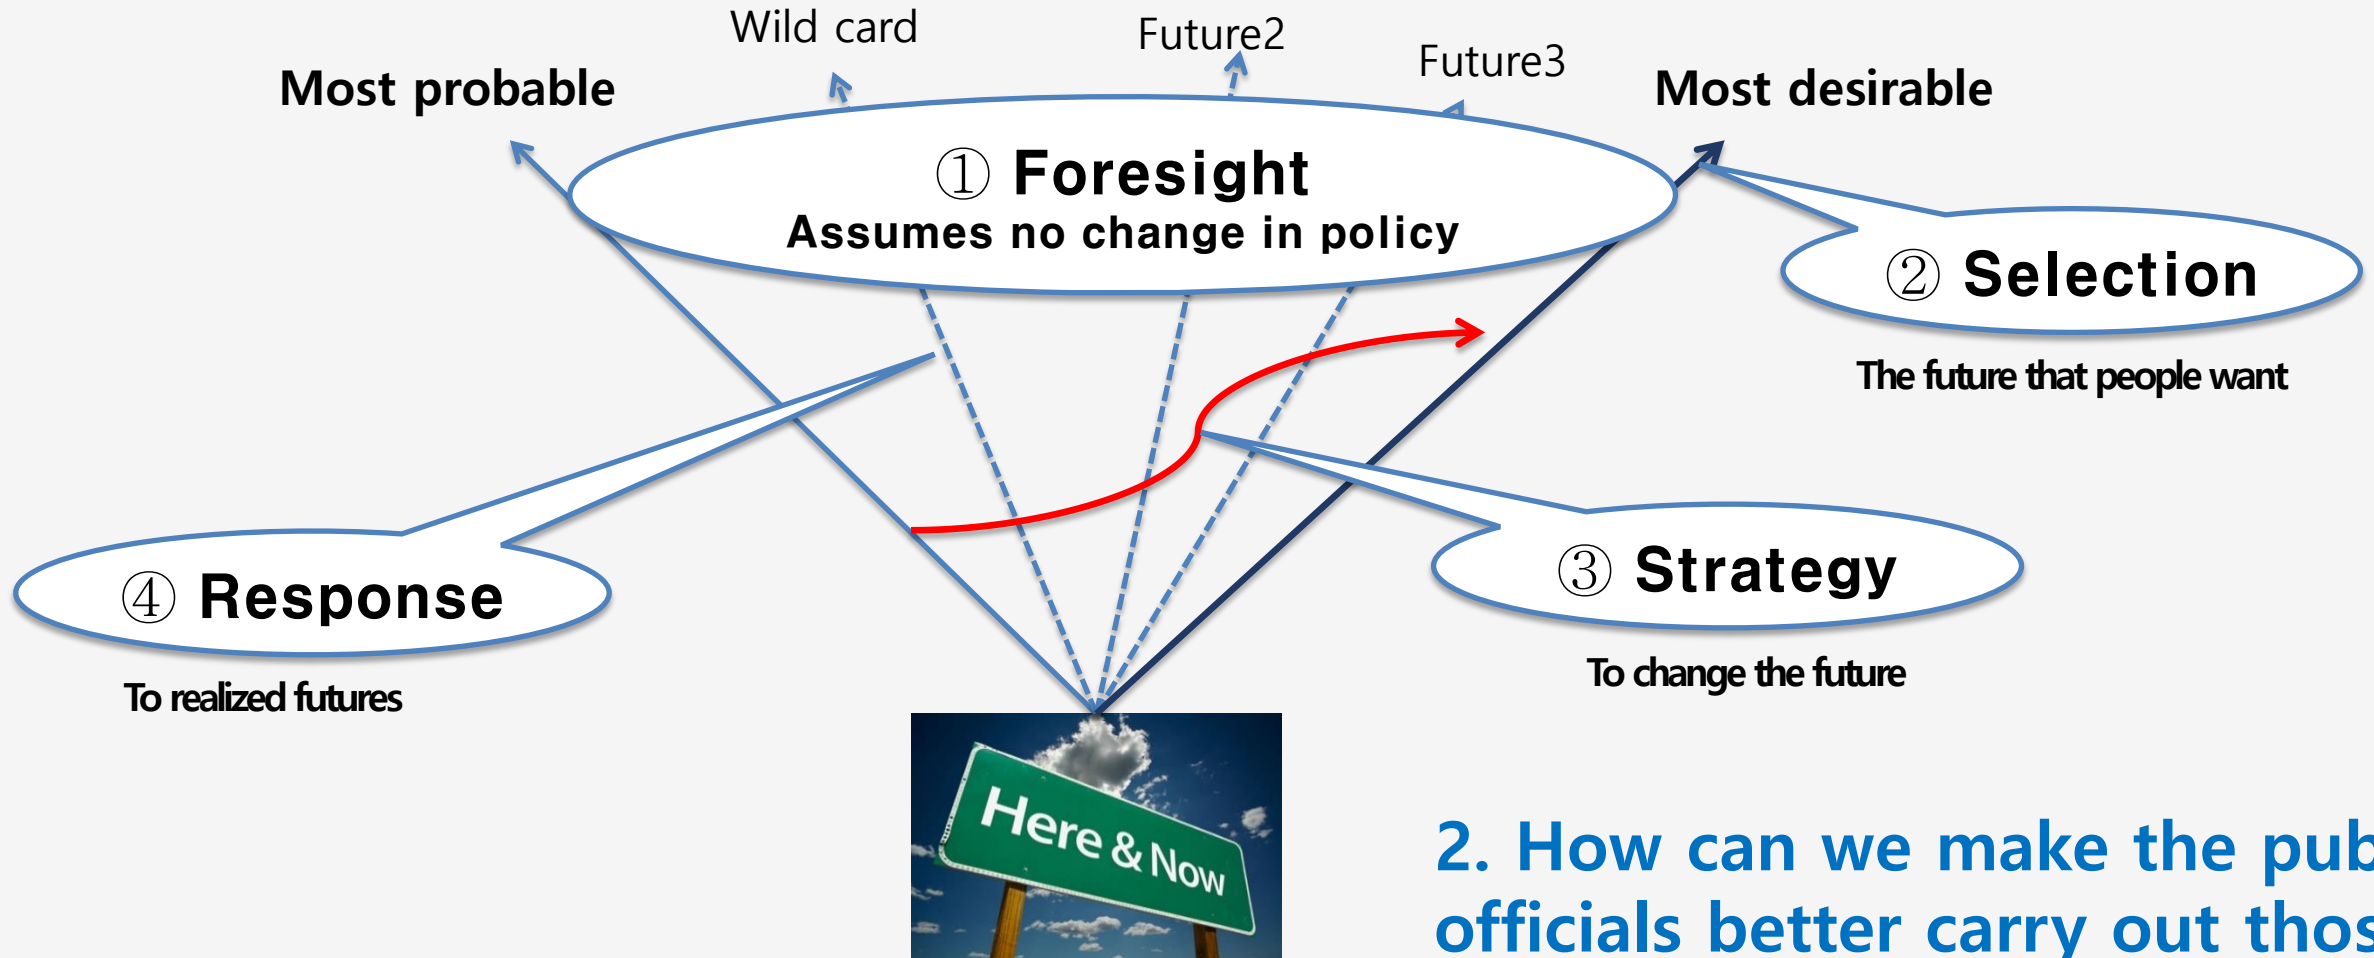 Wild card
Future2
Future3
Most probable
Most desirable
① Foresight
Assumes no change in policy
② Selection
The future that people want
③ Strategy
To change the future
④ Response
To realized futures
Here & Now
2. How can we make the
officials better carry out